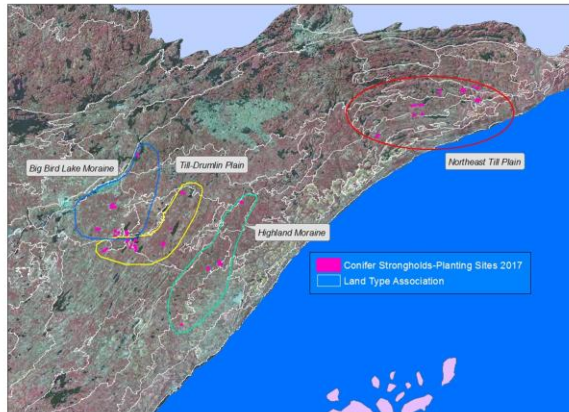 Big Bird Lake Moraine
Till-Drumlin Plain
Northeast Till Plain
Highland Moraine
Conifer Strongholds-Planting Sites 2017
Land Type Association